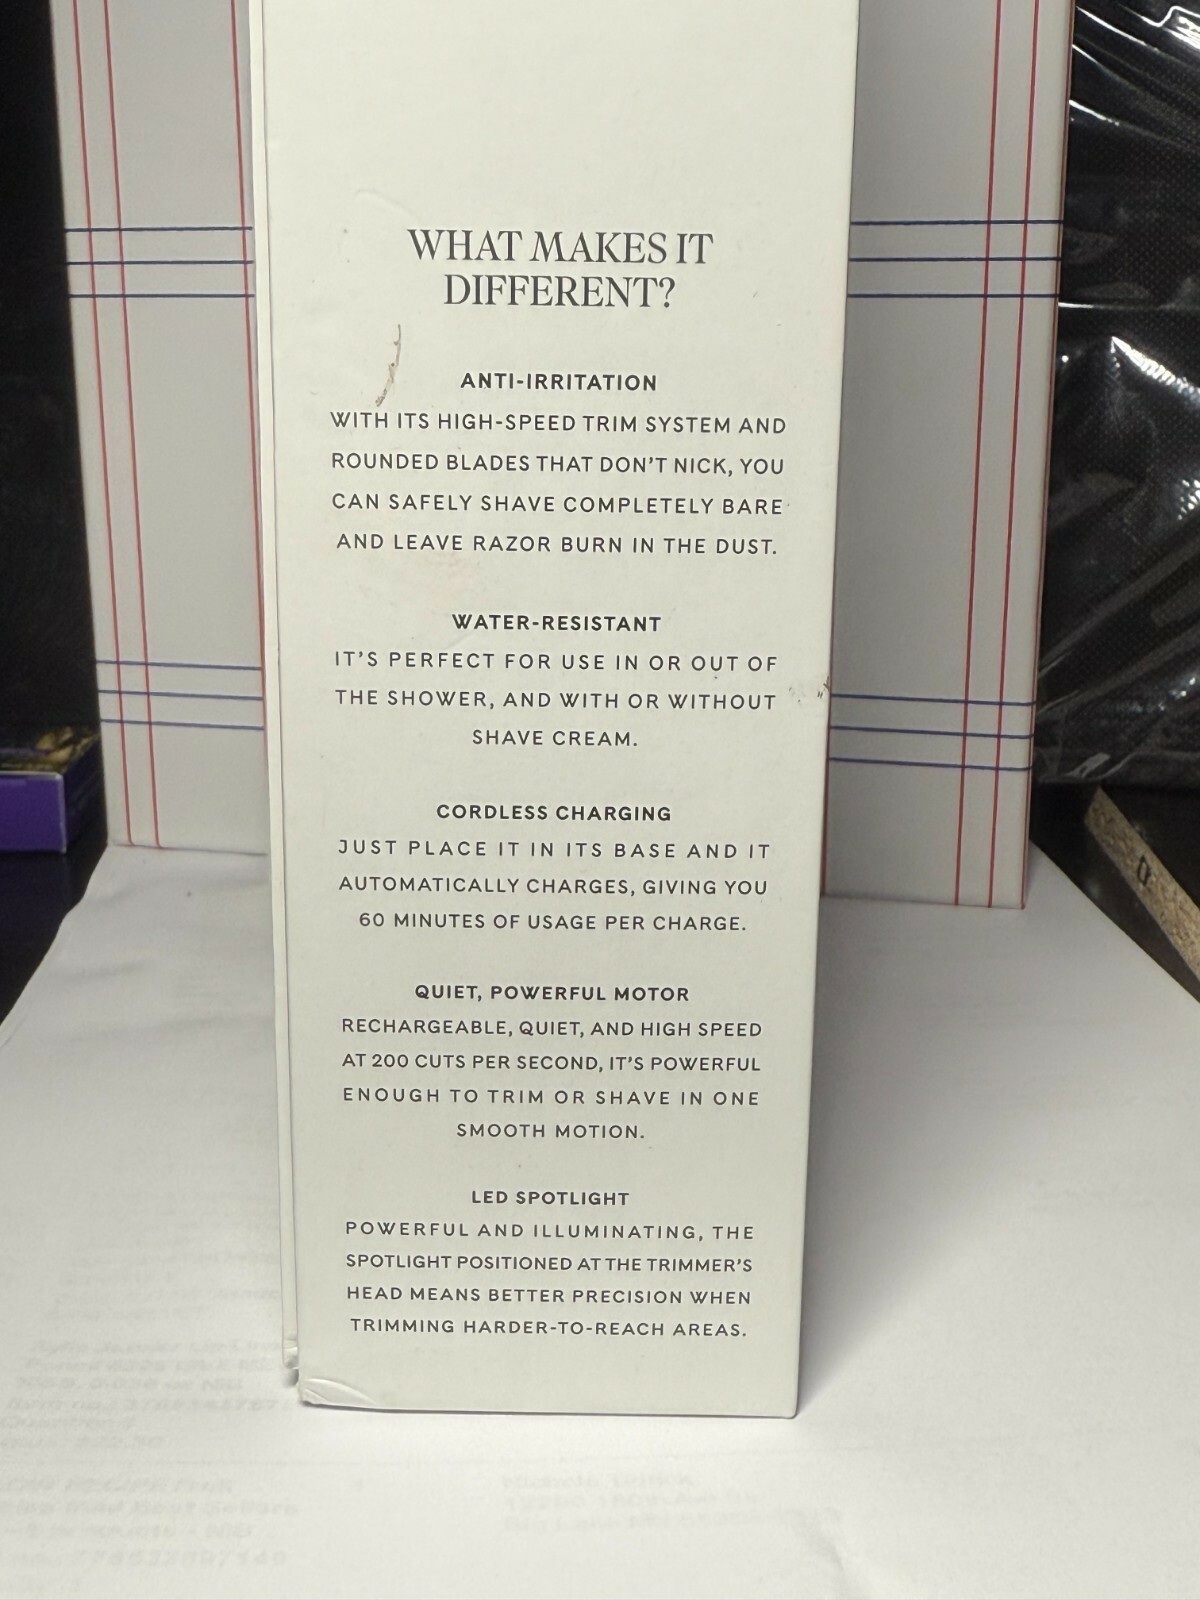 WHAT MAKES IT
DIFFERENT?
ANTI-IRRITATION
WITH ITS HIGH-SPEED TRIM SYSTEM AND
ROUNDED BLADES THAT DON'T NICK, YOU
CAN SAFELY SHAVE COMPLETELY BARE
AND LEAVE RAZOR BURN IN THE DUST.
WATER-RESISTANT
IT'S PERFECT FOR USE IN OR OUT OF
THE SHOWER, AND WITH OR WITHOUT
SHAVE CREAM.
CORDLESS CHARGING
JUST PLACE IT IN ITS BASE AND IT
AUTOMATICALLY CHARGES, GIVING YOU
60 MINUTES OF USAGE PER CHARGE.
QUIET, POWERFUL MOTOR
RECHARGEABLE, QUIET, AND HIGH SPEED
AT 200 CUTS PER SECOND, IT'S POWERFUL
ENOUGH TO TRIM OR SHAVE IN ONE
SMOOTH MOTION.
LED SPOTLIGHT
POWERFUL AND ILLUMINATING, THE
SPOTLIGHT POSITIONED AT THE TRIMMER'S
HEAD MEANS BETTER PRECISION WHEN
TRIMMING HARDER-TO-REACH AREAS.